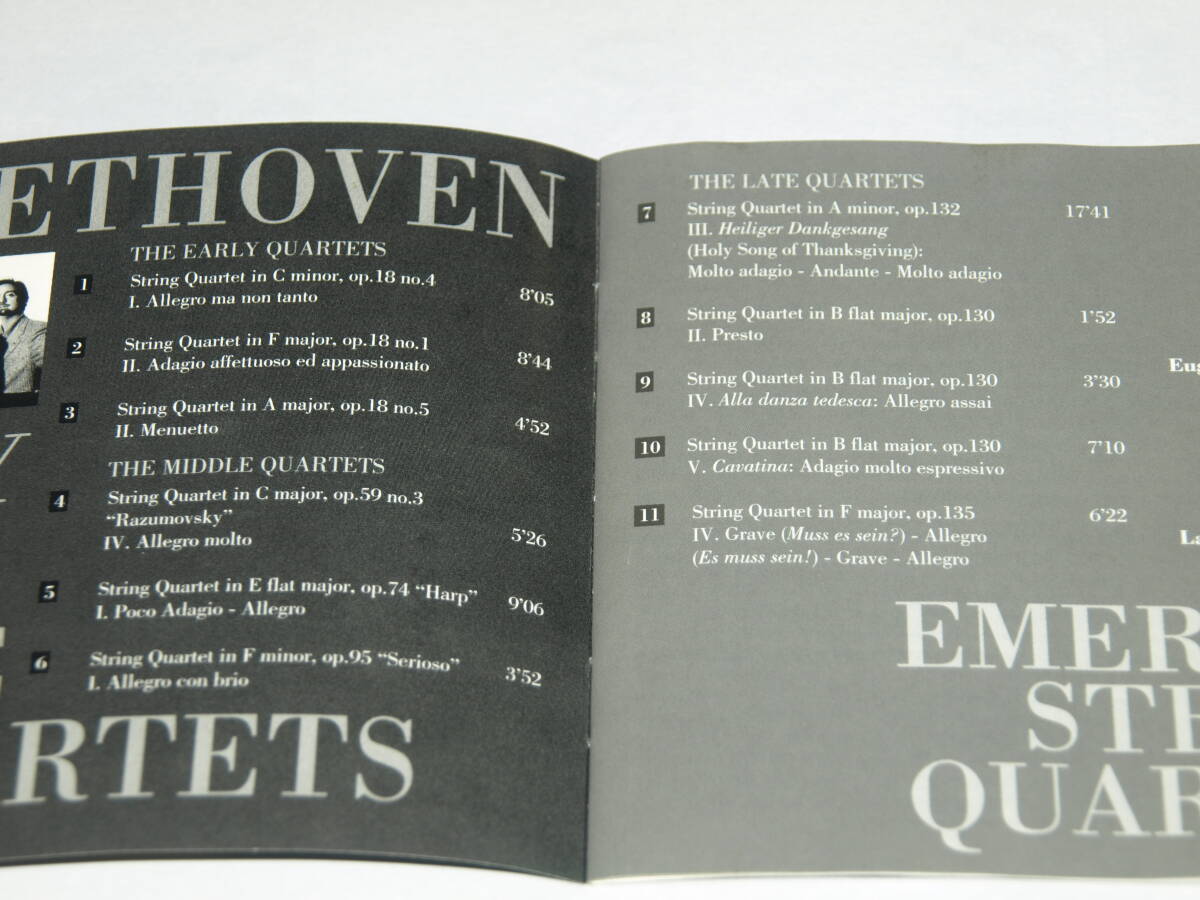 ETHOVEN
THE EARLY QUARTETS
1 String Quartet in C minor, op.18 no.4
I. Allegro ma non tanto 8'05
2 String Quartet in F major, op.18 no.1
II. Adagio affettuoso ed appassionato 8'44
3 String Quartet in A major, op.18 no.5
II. Menuetto 4'52
THE MIDDLE QUARTETS
4 String Quartet in C major, op.59 no.3
“Razumovsky”
IV. Allegro molto 5'26
5 String Quartet in E flat major, op.74 “Harp”
I. Poco Adagio - Allegro 9'06
6 String Quartet in F minor, op.95 “Serioso”
I. Allegro con brio 3'52
RTETS
THE LATE QUARTETS
7 String Quartet in A minor, op.132 17'41
III. Heiliger Dankgesang
(Holy Song of Thanksgiving):
Molto adagio - Andante - Molto adagio
8 String Quartet in B flat major, op.130 1'52
II. Presto
9 String Quartet in B flat major, op.130 3'30
IV. Alla danza tedesca: Allegro assai
10 String Quartet in B flat major, op.130 7'10
V. Cavatina: Adagio molto espressivo
11 String Quartet in F major, op.135 6'22
IV. Grave (Muss es sein?) - Allegro
(Es muss sein!) - Grave - Allegro
Eug
La
EMER
STR
QUAR